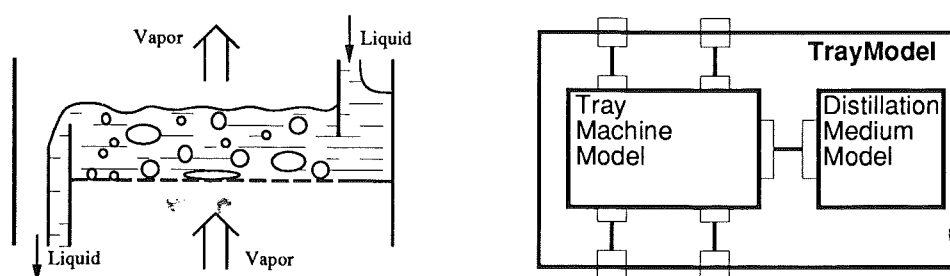 Vapor
Liquid
Liquid
Vapor
TrayModel
Tray
Machine
Model
Distillation
Medium
Model